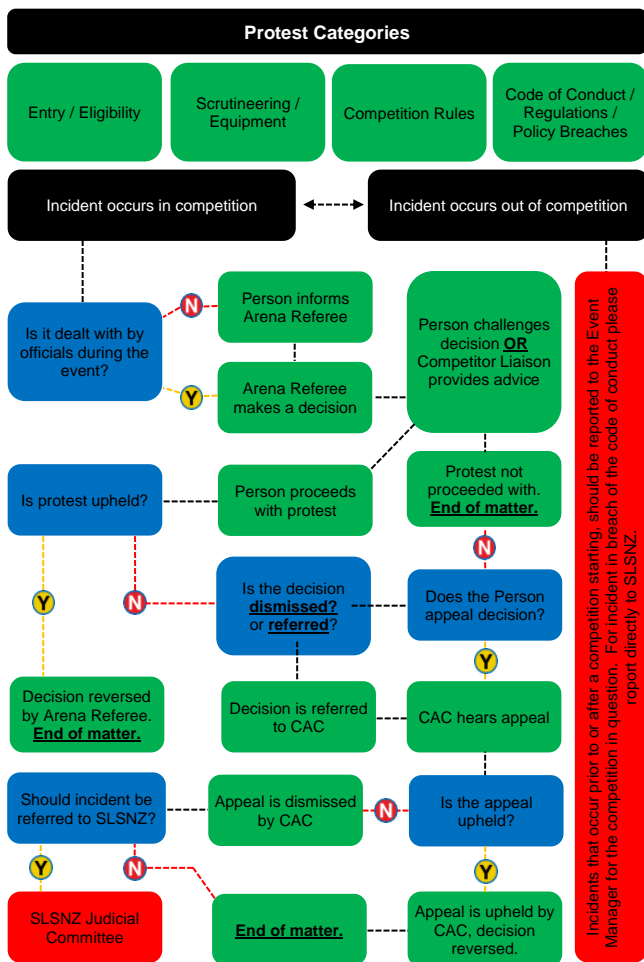 Protest Categories
Entry / Eligibility
Scrutineering /
Equipment
Competition Rules
Code of Conduct /
Regulations /
Policy Breaches
Incident occurs in competition
Incident occurs out of competition
Is it dealt with by
officials during the
event?
N
Y
Person informs
Arena Referee
Arena Referee
makes a decision
Person challenges
decision OR
Competitor Liaison
provides advice
Is protest upheld?
Person proceeds
with protest
Protest not
proceeded with.
End of matter.
N
Y
N
Is the decision
dismissed?
or referred?
Does the Person
appeal decision?
Y
Decision reversed
by Arena Referee.
End of matter.
Decision is referred
to CAC
CAC hears appeal
Should incident be
referred to SLSNZ?
Appeal is dismissed
by CAC
N
Is the appeal
upheld?
Y
N
Y
SLSNZ Judicial
Committee
End of matter.
Appeal is upheld by
CAC, decision
reversed.
Incidents that occur prior to or after a competition starting, should be reported to the Event
Manager for the competition in question. For incident in breach of the code of conduct please
report directly to SLSNZ.